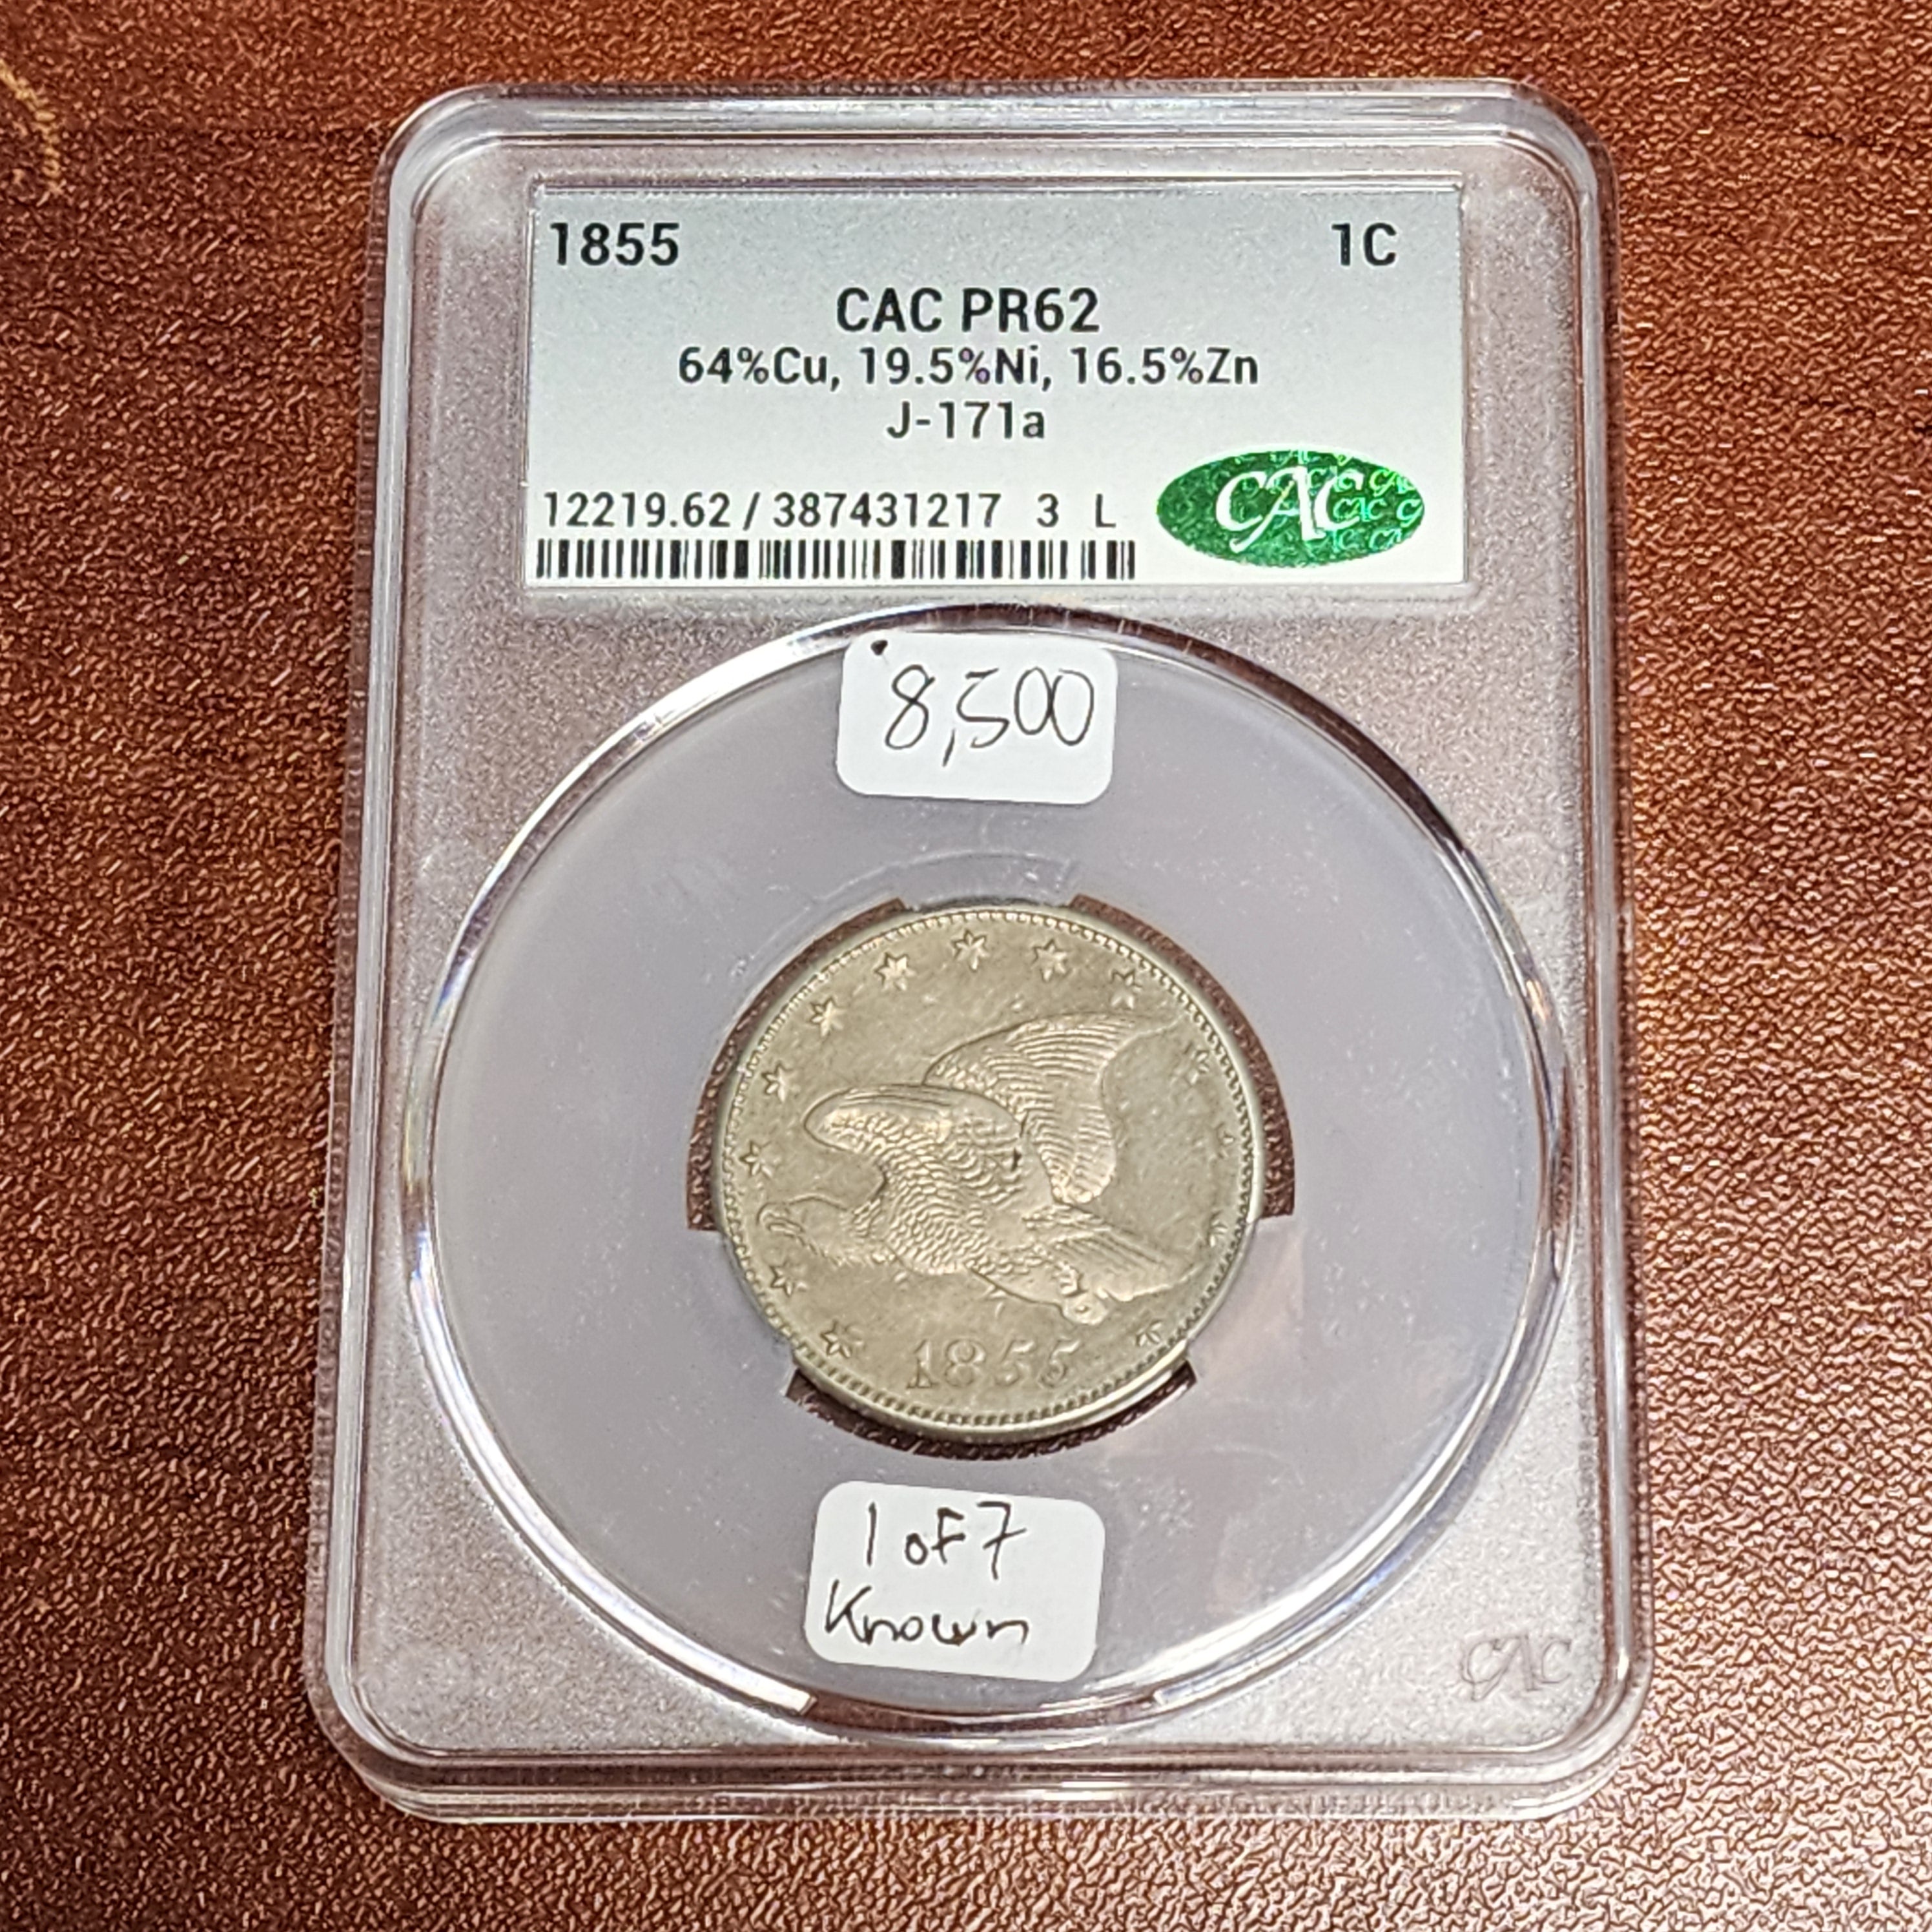 1855 1C
CAC PR62
64%Cu, 19.5%Ni, 16.5%Zn
J-171a
12219.62 / 387431217 3 L
CAC
8,500
1855
1 of 7
Known
CAC